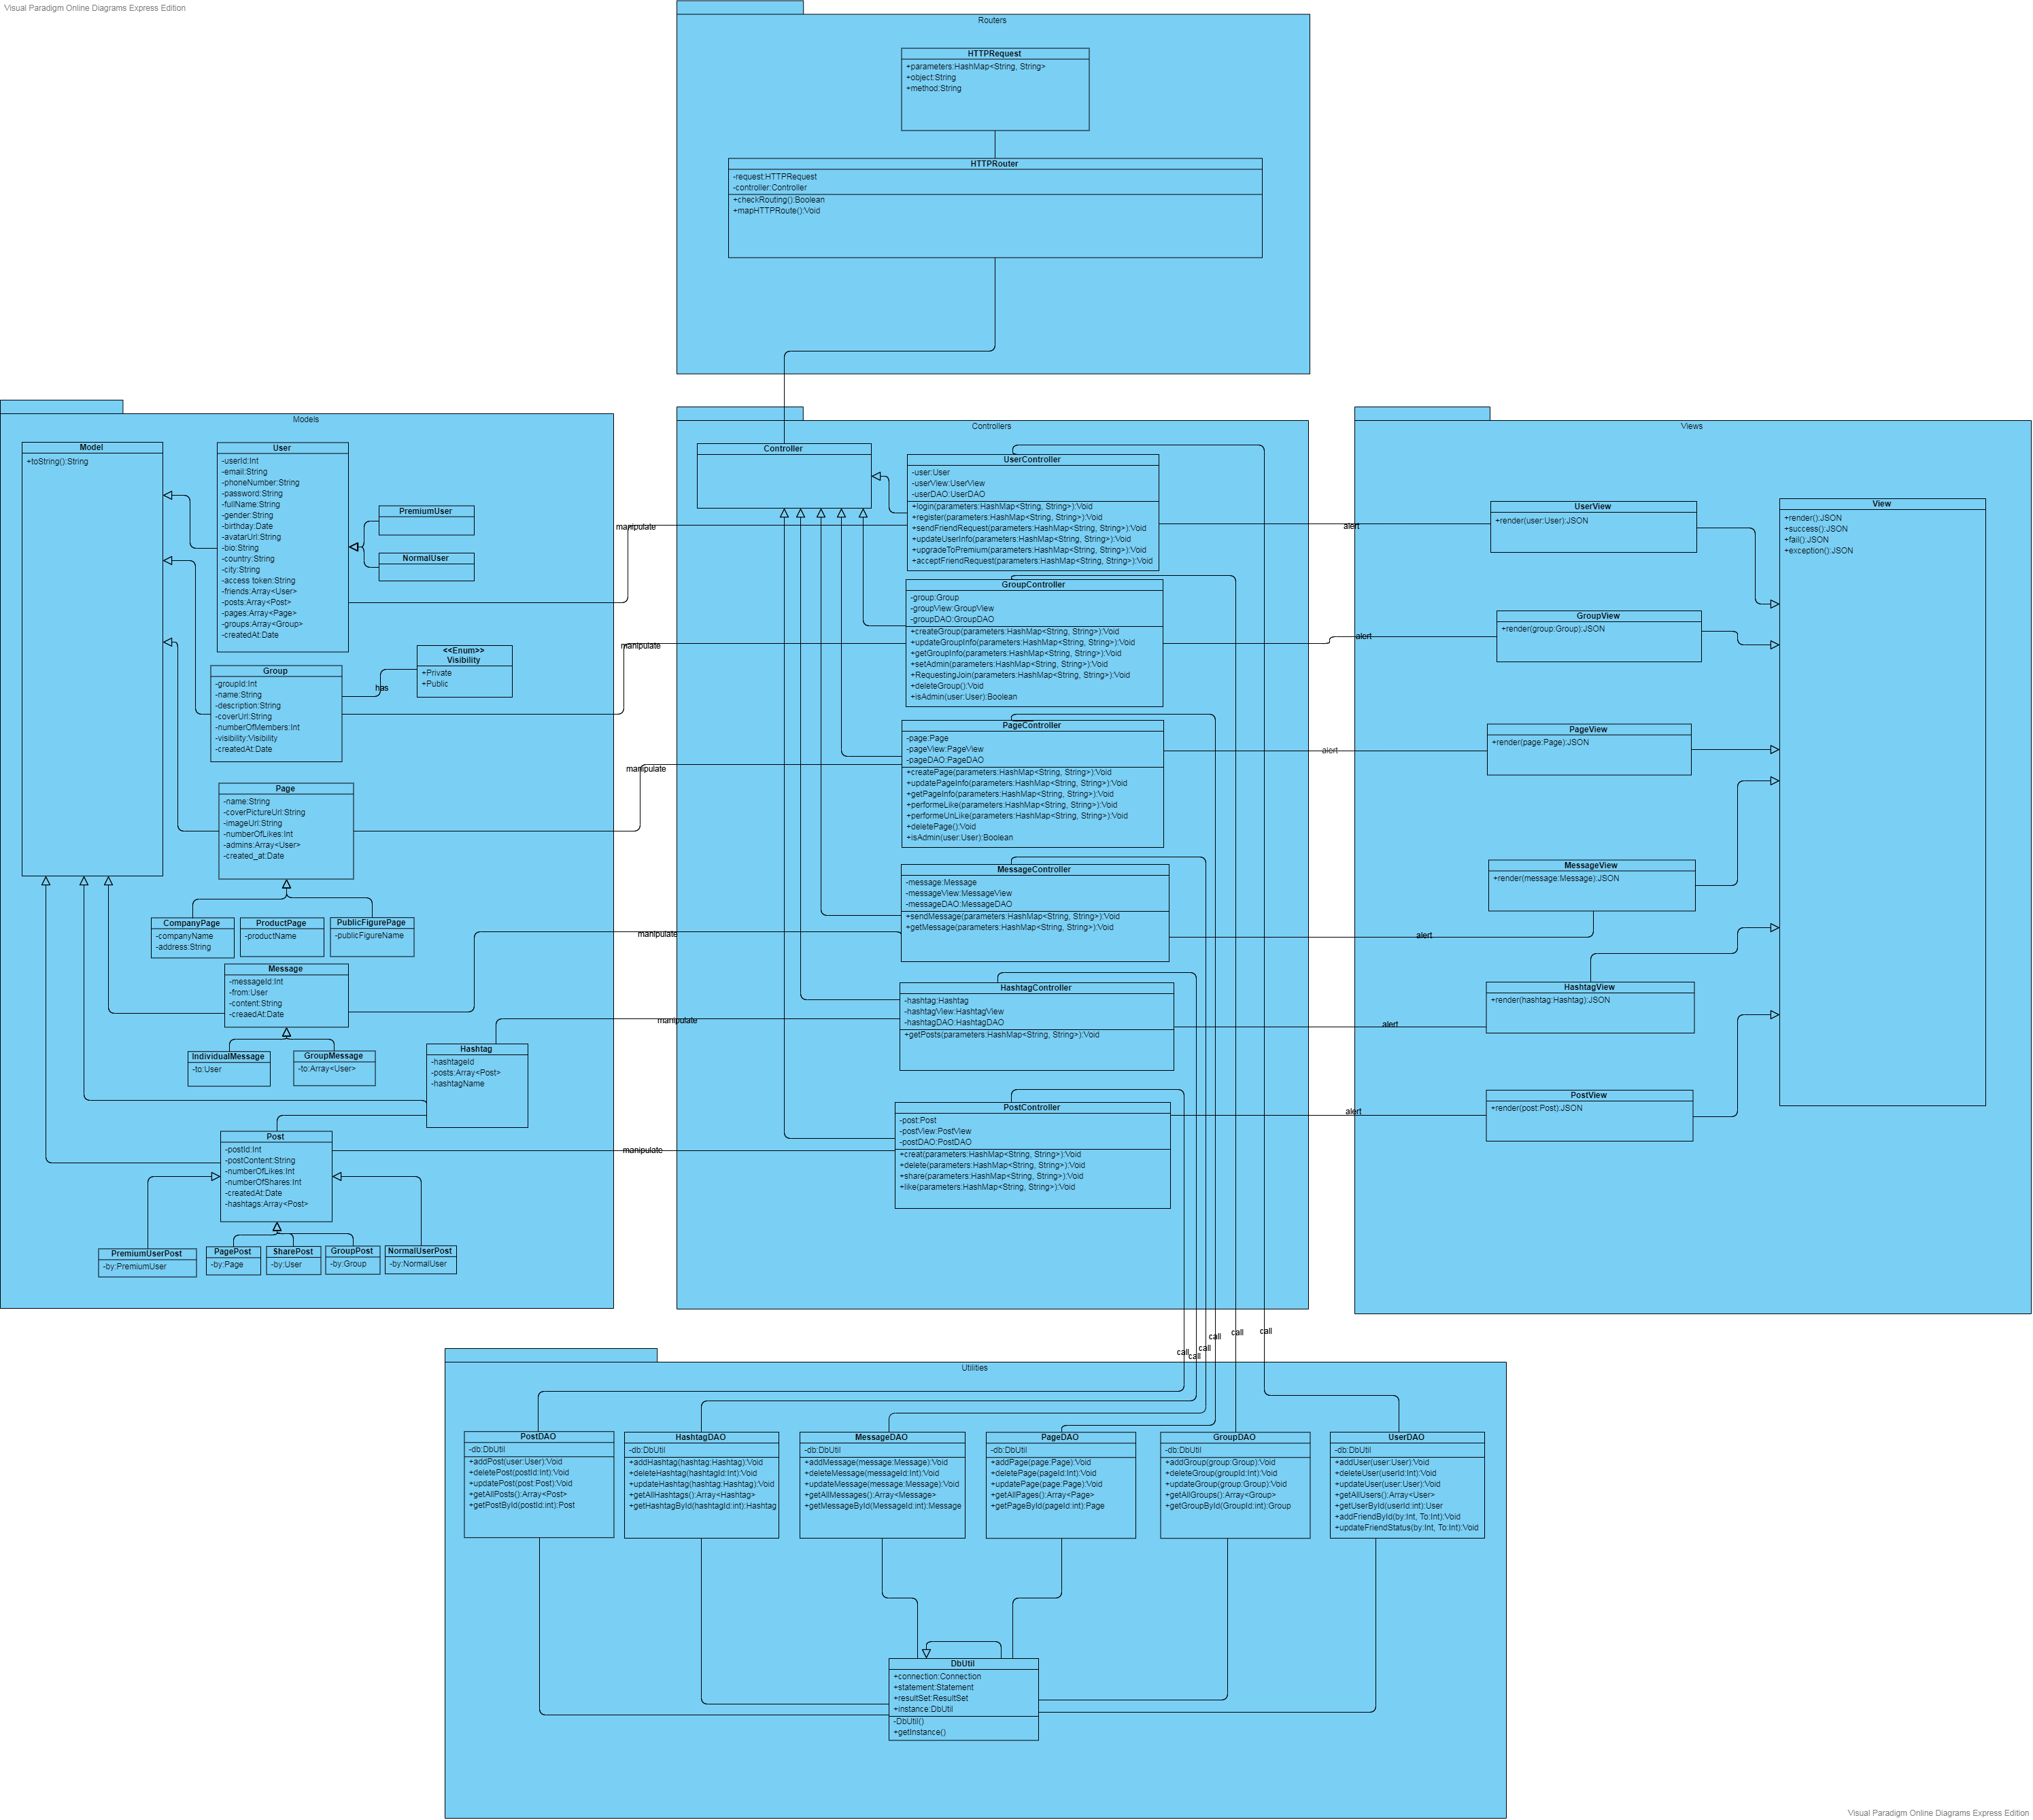 Visual Paradigm Online Diagrams Express Edition
Routers
HTTPRequest
+parameters:HashMap<String, String>
+object:String
+method:String
HTTPRouter
-request:HTTPRequest
-controller:Controller
+checkRouting():Boolean
+mapHTTPRoute():Void
Models
Model
+toString():String
User
-userId:Int
-email:String
-phoneNumber:String
-password:String
-fullName:String
-gender:String
-birthday:Date
-avatarUrl:String
-bio:String
-country:String
-city:String
-access token:String
-friends:Array<User>
-posts:Array<Post>
-pages:Array<Page>
-groups:Array<Group>
-createdAt:Date
PremiumUser
NormalUser
Group
-groupId:Int
-name:String
-description:String
-coverUrl:String
-numberOfMembers:Int
-visibility:Visibility
-createdAt:Date
has
<<Enum>>
Visibility
+Private
+Public
Page
-name:String
-coverPictureUrl:String
-imageUrl:String
-numberOfLikes:Int
-admins:Array<User>
-created_at:Date
CompanyPage
-companyName
-address:String
ProductPage
-productName
PublicFigurePage
-publicFigureName
Message
-messageId:Int
-from:User
-content:String
-creaedAt:Date
IndividualMessage
-to:User
GroupMessage
-to:Array<User>
Hashtag
-hashtageId
-posts:Array<Post>
-hashtagName
Post
-postId:Int
-postContent:String
-numberOfLikes:Int
-numberOfShares:Int
-createdAt:Date
-hashtags:Array<Post>
PremiumUserPost
-by:PremiumUser
PagePost
-by:Page
SharePost
-by:User
GroupPost
-by:Group
NormalUserPost
-by:NormalUser
manipulate
manipulate
manipulate
manipulate
manipulate
manipulate
Controllers
Controller
UserController
-user:User
-userView:UserView
-userDAO:UserDAO
+login(parameters:HashMap<String, String>):Void
+register(parameters:HashMap<String, String>):Void
+sendFriendRequest(parameters:HashMap<String, String>):Void
+updateUserInfo(parameters:HashMap<String, String>):Void
+upgradeToPremium(parameters:HashMap<String, String>):Void
+acceptFriendRequest(parameters:HashMap<String, String>):Void
GroupController
-group:Group
-groupView:GroupView
-groupDAO:GroupDAO
+createGroup(parameters:HashMap<String, String>):Void
+updateGroupInfo(parameters:HashMap<String, String>):Void
+getGroupInfo(parameters:HashMap<String, String>):Void
+setAdmin(parameters:HashMap<String, String>):Void
+RequestingJoin(parameters:HashMap<String, String>):Void
+deleteGroup():Void
+isAdmin(user:User):Boolean
PageController
-page:Page
-pageView:PageView
-pageDAO:PageDAO
+createPage(parameters:HashMap<String, String>):Void
+updatePageInfo(parameters:HashMap<String, String>):Void
+getPageInfo(parameters:HashMap<String, String>):Void
+performeLike(parameters:HashMap<String, String>):Void
+performeUnLike(parameters:HashMap<String, String>):Void
+deletePage():Void
+isAdmin(user:User):Boolean
MessageController
-message:Message
-messageView:MessageView
-messageDAO:MessageDAO
+sendMessage(parameters:HashMap<String, String>):Void
+getMessage(parameters:HashMap<String, String>):Void
HashtagController
-hashtag:Hashtag
-hashtagView:HashtagView
-hashtagDAO:HashtagDAO
+getPosts(parameters:HashMap<String, String>):Void
PostController
-post:Post
-postView:PostView
-postDAO:PostDAO
+creat(parameters:HashMap<String, String>):Void
+delete(parameters:HashMap<String, String>):Void
+share(parameters:HashMap<String, String>):Void
+like(parameters:HashMap<String, String>):Void
alert
alert
alert
alert
alert
alert
Views
UserView
+render(user:User):JSON
GroupView
+render(group:Group):JSON
PageView
+render(page:Page):JSON
MessageView
+render(message:Message):JSON
HashtagView
+render(hashtag:Hashtag):JSON
PostView
+render(post:Post):JSON
View
+render():JSON
+success():JSON
+fail():JSON
+exception():JSON
call
call
call
call
call
call
Utilities
PostDAO
-db:DbUtil
+addPost(user:User):Void
+deletePost(postId:Int):Void
+updatePost(post:Post):Void
+getAllPosts():Array<Post>
+getPostById(postId:int):Post
HashtagDAO
-db:DbUtil
+addHashtag(hashtag:Hashtag):Void
+deleteHashtag(hashtagId:Int):Void
+updateHashtag(hashtag:Hashtag):Void
+getAllHashtags():Array<Hashtag>
+getHashtagById(hashtagId:int):Hashtag
MessageDAO
-db:DbUtil
+addMessage(message:Message):Void
+deleteMessage(messageId:Int):Void
+updateMessage(message:Message):Void
+getAllMessages():Array<Message>
+getMessageById(MessageId:int):Message
PageDAO
-db:DbUtil
+addPage(page:Page):Void
+deletePage(pageId:Int):Void
+updatePage(page:Page):Void
+getAllPages():Array<Page>
+getPageById(pageId:int):Page
GroupDAO
-db:DbUtil
+addGroup(group:Group):Void
+deleteGroup(groupId:Int):Void
+updateGroup(group:Group):Void
+getAllGroups():Array<Group>
+getGroupById(GroupId:int):Group
UserDAO
-db:DbUtil
+addUser(user:User):Void
+deleteUser(userId:Int):Void
+updateUser(user:User):Void
+getAllUsers():Array<User>
+getUserById(userId:int):User
+addFriendById(by:Int, To:Int):Void
+updateFriendStatus(by:Int, To:Int):Void
DbUtil
+connection:Connection
+statement:Statement
+resultSet:ResultSet
+instance:DbUtil
-DbUtil()
+getInstance()
Visual Paradigm Online Diagrams Express Edition